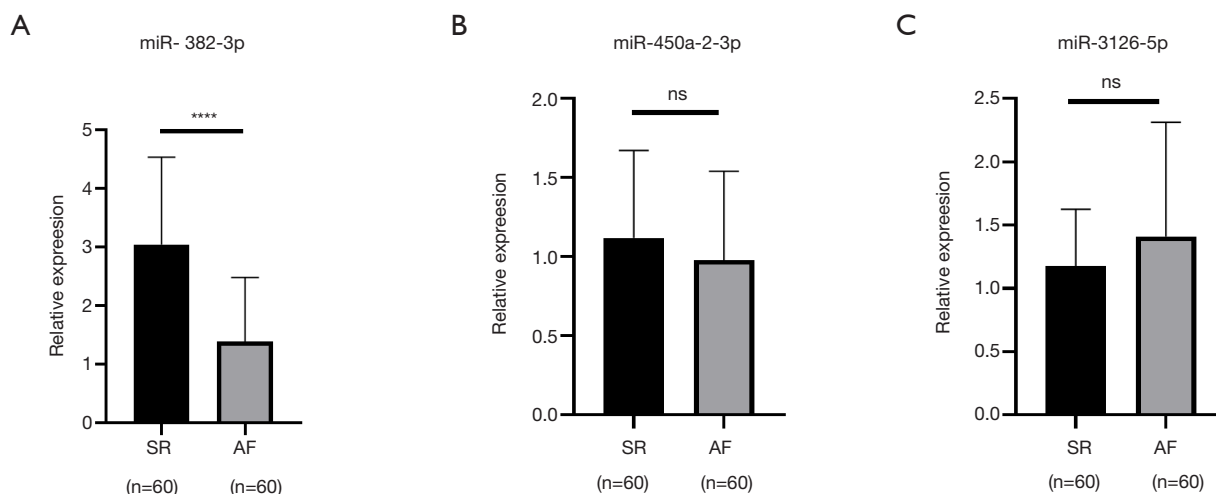 A
miR- 382-3p
Relative expreesion
5
4
3
2
1
0
****
SR
AF
(n=60)
(n=60)
B
miR-450a-2-3p
Relative expreesion
2.0
1.5
1.0
0.5
0.0
ns
SR
AF
(n=60)
(n=60)
C
miR-3126-5p
Relative expreesion
2.5
2.0
1.5
1.0
0.5
0.0
ns
SR
AF
(n=60)
(n=60)